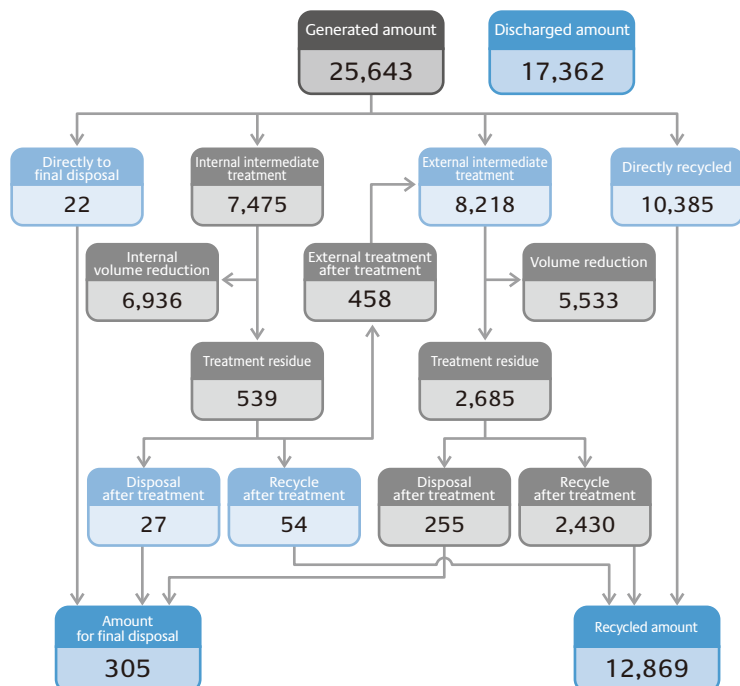 Generated amount
25,643
Discharged amount
17,362
Directly to
final disposal
22
Internal intermediate
treatment
7,475
External intermediate
treatment
8,218
Directly recycled
10,385
Internal
volume reduction
6,936
External treatment
after treatment
458
Volume reduction
5,533
Treatment residue
539
Treatment residue
2,685
Disposal
after treatment
27
Recycle
after treatment
54
Disposal
after treatment
255
Recycle
after treatment
2,430
Amount
for final disposal
305
Recycled amount
12,869